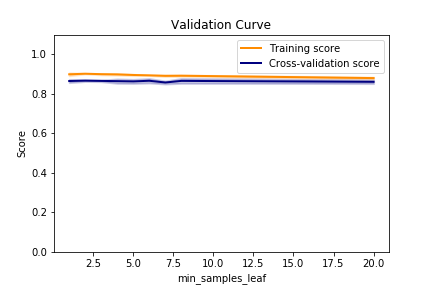 Validation Curve
Training score
Cross-validation score
1.0
0.8
0.6
0.4
0.2
0.0
Score
2.5 5.0 7.5 10.0 12.5 15.0 17.5 20.0
min_samples_leaf